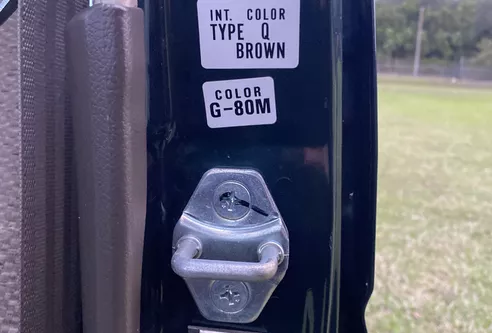 INT. COLOR
TYPE Q
BROWN
COLOR
G-80M